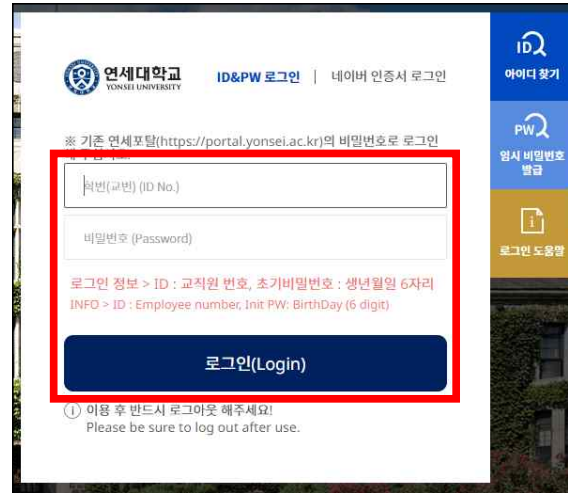 연세대학교
YONSEI UNIVERSITY
ID&PW 로그인 | 네이버 인증서 로그인
※ 기존 연세포탈(https://portal.yonsei.ac.kr)의 비밀번호로 로그인
학번(교번) (ID No.)
비밀번호 (Password)
로그인 정보 > ID : 교직원 번호, 초기비밀번호 : 생년월일 6자리
INFO > ID : Employee number, Init PW: BirthDay (6 digit)
로그인(Login)
이용 후 반드시 로그아웃 해주세요!
Please be sure to log out after use.
ID
아이디 찾기
PW
임시 비밀번호
발급
로그인 도움말